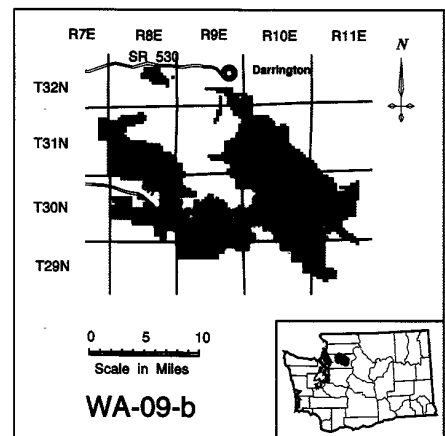 R7E R8E R9E R10E R11E
SR 530
N
Darrington
T32N
T31N
T30N
T29N
0 5 10
Scale in Miles
WA-09-b